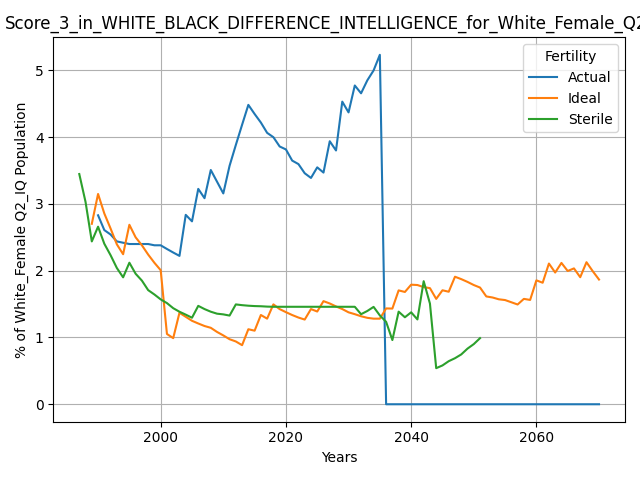 Score_3_in_WHITE_BLACK_DIFFERENCE_INTELLIGENCE_for_White_Female_Q2
Fertility
Actual
Ideal
Sterile
% of White_Female Q2_IQ Population
5
4
3
2
1
0
2000 2020 2040 2060
Years